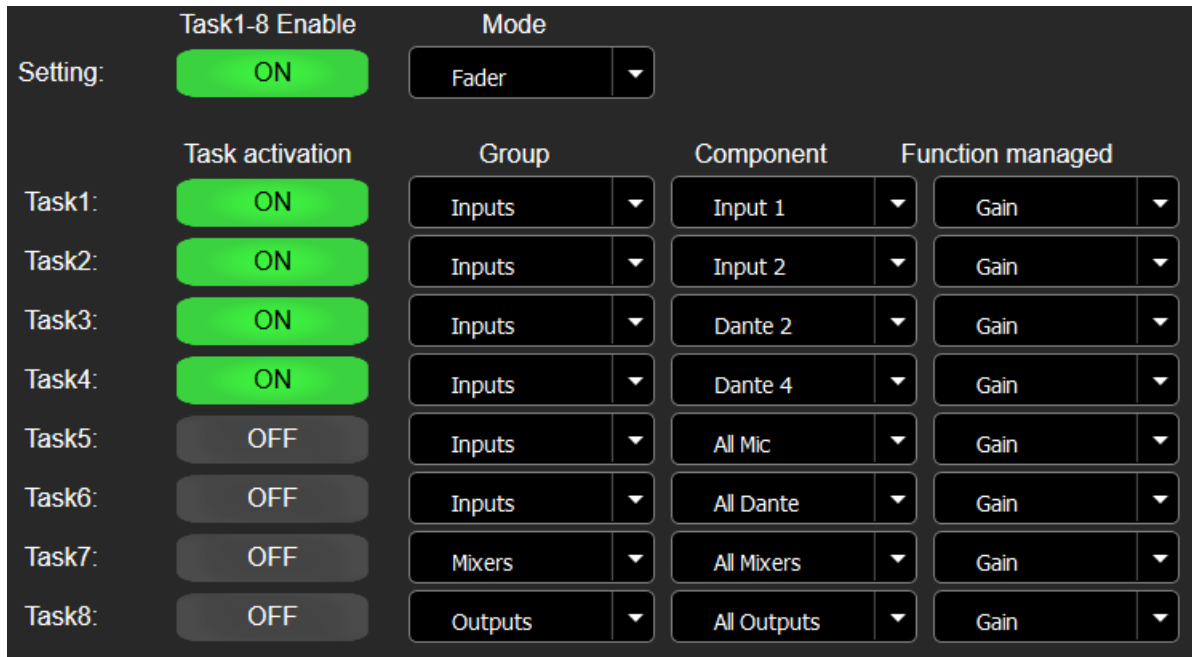 Task1-8 Enable Mode
Setting: ON Fader
Task activation Group Component Function managed
Task1: ON Inputs Input 1 Gain
Task2: ON Inputs Input 2 Gain
Task3: ON Inputs Dante 2 Gain
Task4: ON Inputs Dante 4 Gain
Task5: OFF Inputs All Mic Gain
Task6: OFF Inputs All Dante Gain
Task7: OFF Mixers All Mixers Gain
Task8: OFF Outputs All Outputs Gain